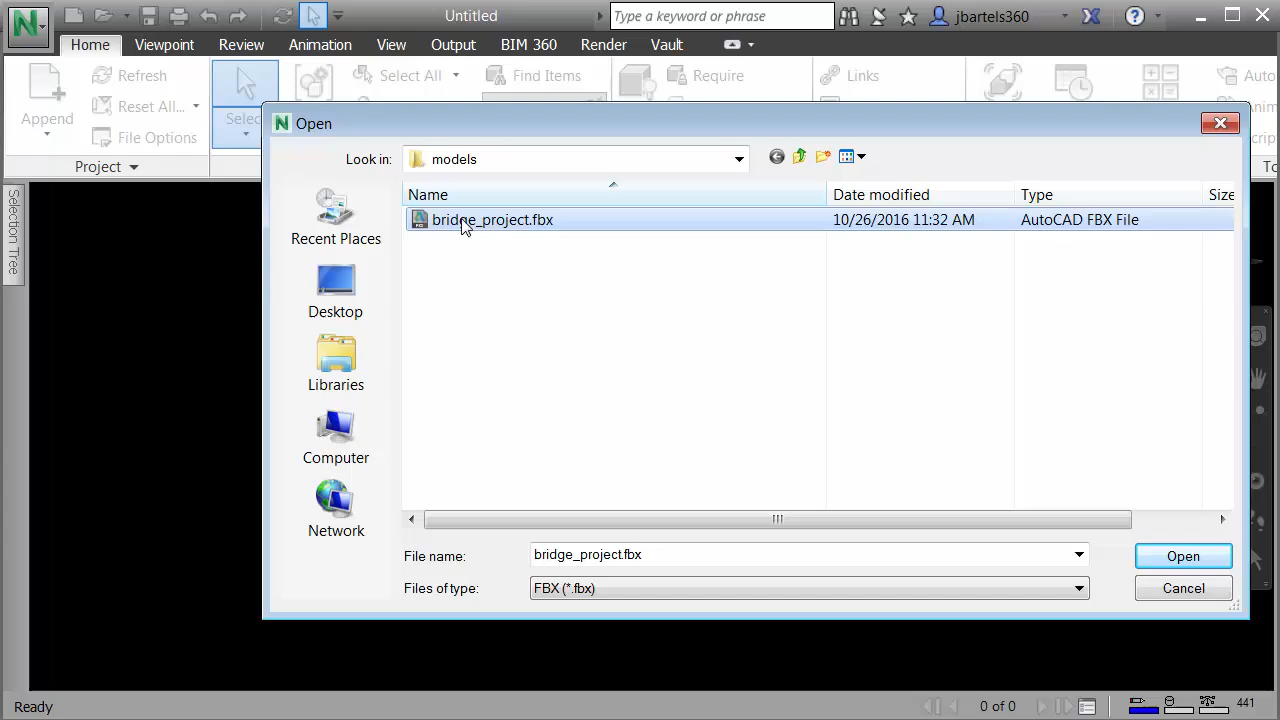 N
Untitled
Type a keyword or phrase
jbartels360
Home
Viewpoint
Review
Animation
View
Output
BIM 360
Render
Vault
Append
Refresh
Reset All...
File Options
Select All
Find Items
Require
Links
Auto
Selec
Project
To
N Open
Look in:
models
Name
Date modified
Type
Size
bridge_project.fbx
10/26/2016 11:32 AM
AutoCAD FBX File
Recent Places
Desktop
Libraries
Computer
Network
File name:
bridge_project.fbx
Open
Files of type:
FBX (*.fbx)
Cancel
Selection Tree
Ready
0 of 0
441